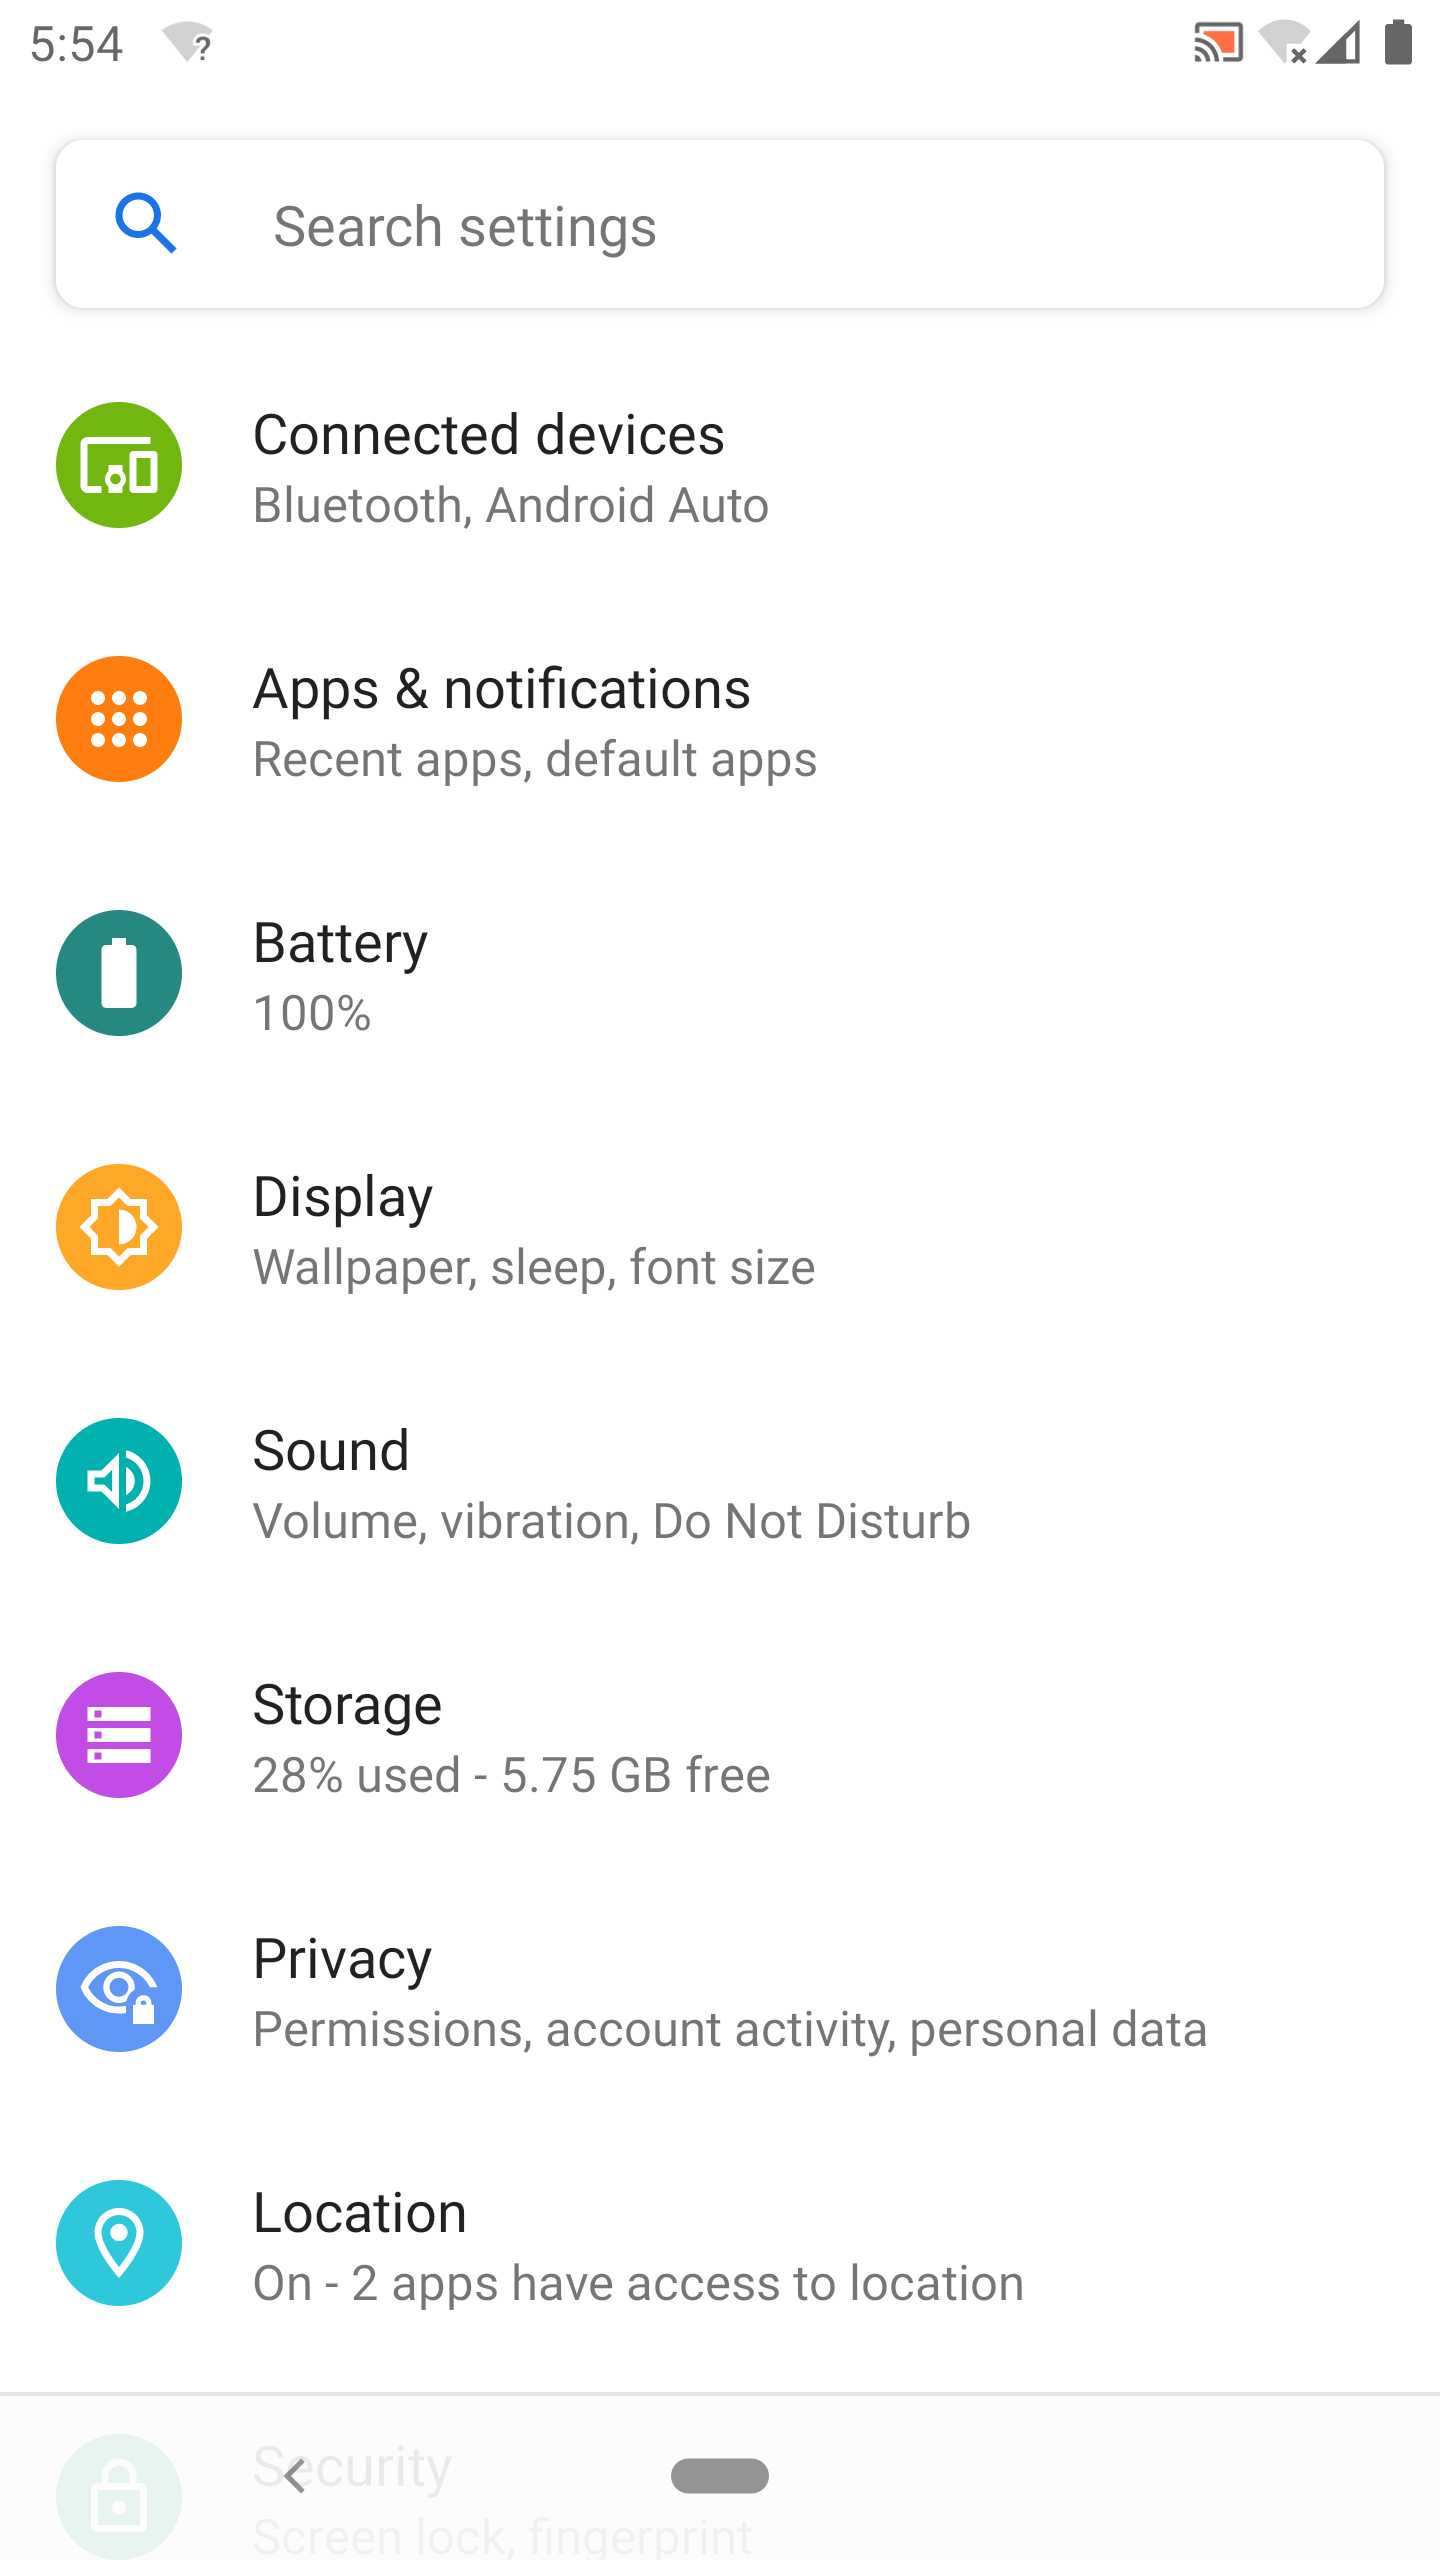 5:54
Search settings
Connected devices
Bluetooth, Android Auto
Apps & notifications
Recent apps, default apps
Battery
100%
Display
Wallpaper, sleep, font size
Sound
Volume, vibration, Do Not Disturb
Storage
28% used - 5.75 GB free
Privacy
Permissions, account activity, personal data
Location
On - 2 apps have access to location
Security
Screen lock, fingerprint